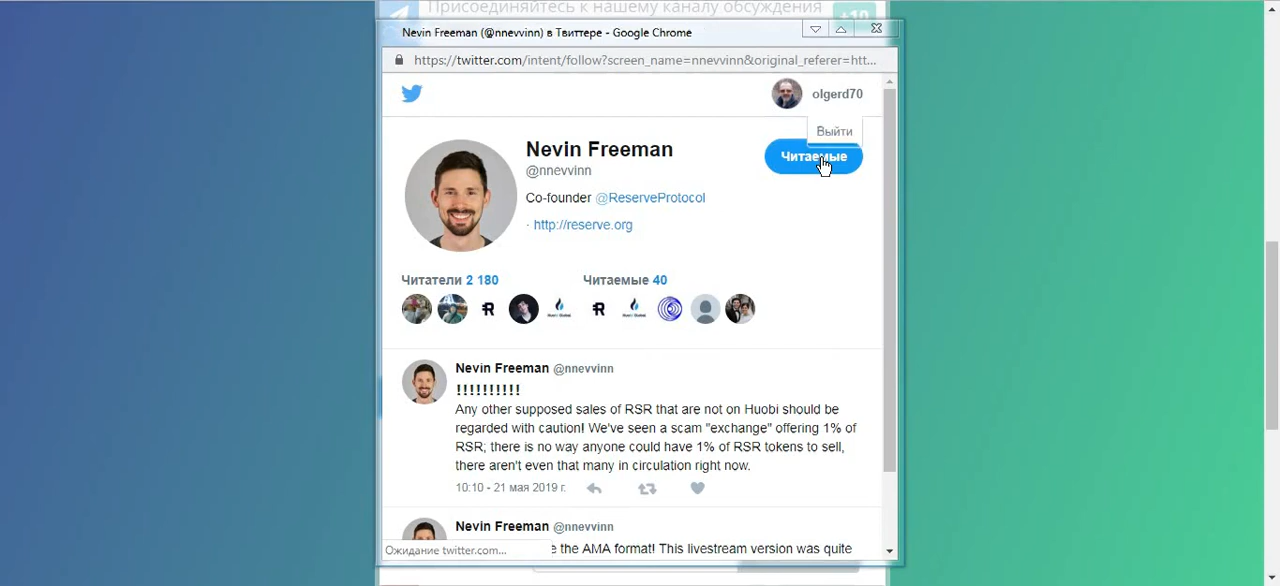 Присоединяйтесь к нашему каналу обсуждения
+10
Nevin Freeman (@nnevvinn) в Твиттере - Google Chrome
https://twitter.com/intent/follow?screen_name=nnevvinn&original_referer=htt...
olgerd70
Выйти
Nevin Freeman
Читаемые
@nnevvinn
Co-founder @ReserveProtocol
· http://reserve.org
Читатели 2 180 Читаемые 40
Nevin Freeman @nnevvinn
!!!!!!!!!!
Any other supposed sales of RSR that are not on Huobi should be
regarded with caution! We've seen a scam "exchange" offering 1% of
RSR; there is no way anyone could have 1% of RSR tokens to sell,
there aren't even that many in circulation right now.
10:10 - 21 мая 2019 г.
Nevin Freeman @nnevvinn
e the AMA format! This livestream version was quite
Ожидание twitter.com...